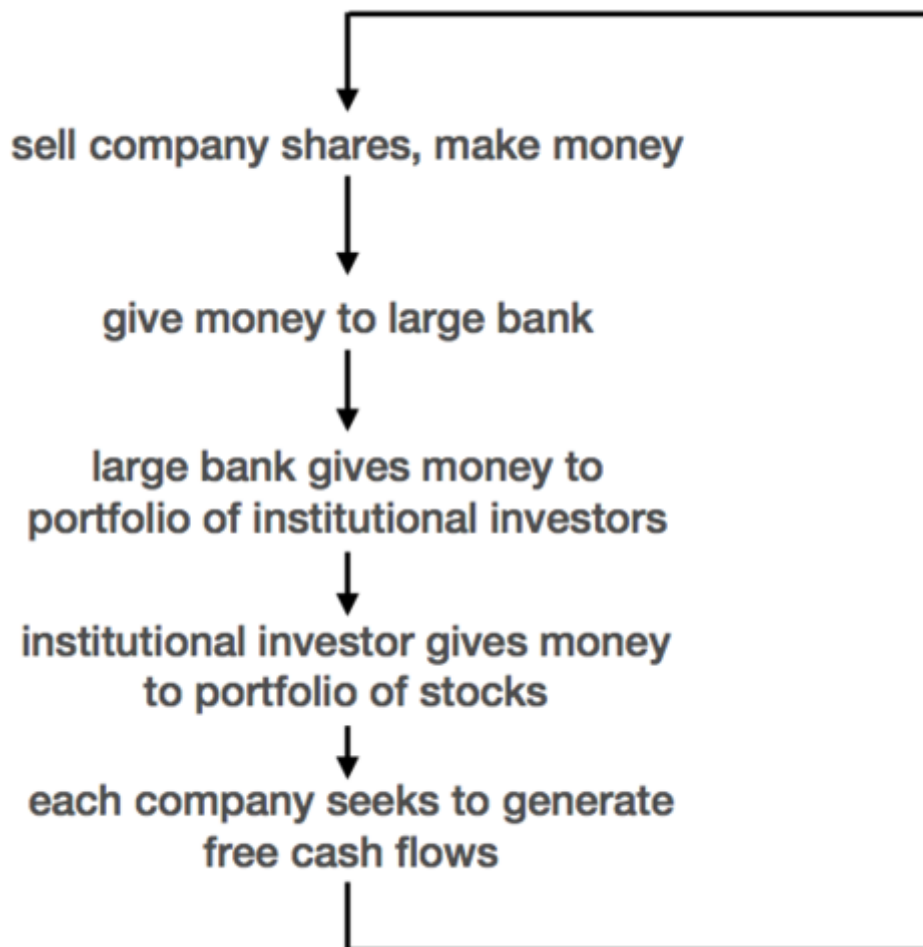 sell company shares, make money
give money to large bank
large bank gives money to
portfolio of institutional investors
institutional investor gives money
to portfolio of stocks
each company seeks to generate
free cash flows